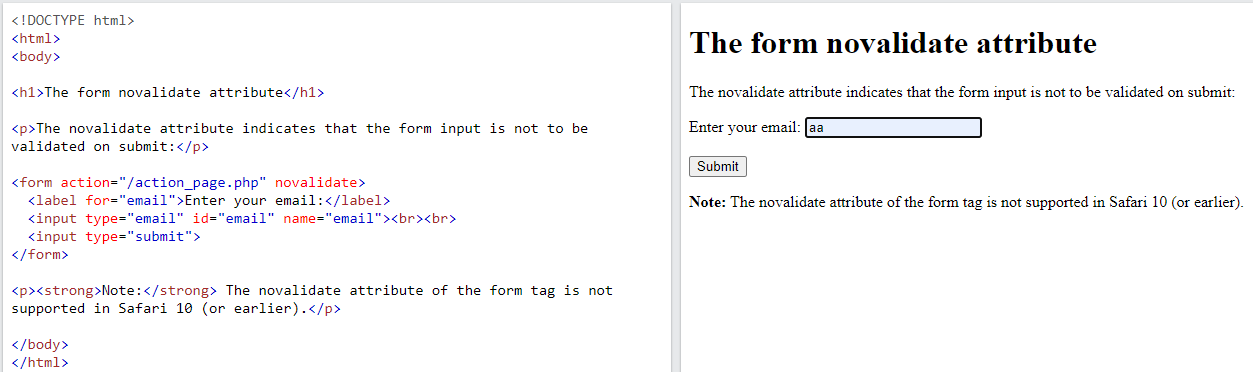 <!DOCTYPE html>
<html>
<body>
<h1>The form novalidate attribute</h1>
<p>The novalidate attribute indicates that the form input is not to be
validated on submit:</p>
<form action="/action_page.php" novalidate>
<label for="email">Enter your email:</label>
<input type="email" id="email" name="email"><br><br>
<input type="submit">
</form>
<p><strong>Note:</strong> The novalidate attribute of the form tag is not
supported in Safari 10 (or earlier).</p>
</body>
</html>
The form novalidate attribute
The novalidate attribute indicates that the form input is not to be validated on submit:
Enter your email: aa
Submit
Note: The novalidate attribute of the form tag is not supported in Safari 10 (or earlier).